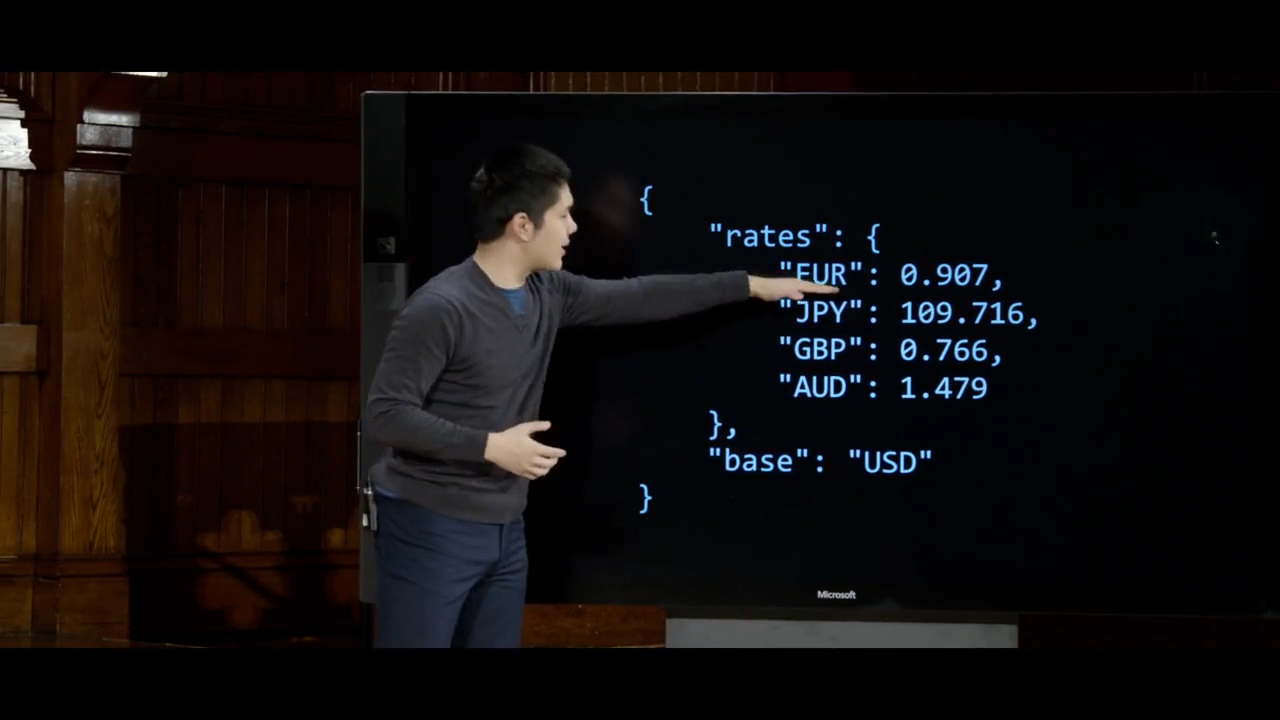 {
"rates": {
"EUR": 0.907,
"JPY": 109.716,
"GBP": 0.766,
"AUD": 1.479
},
"base": "USD"
}
Microsoft